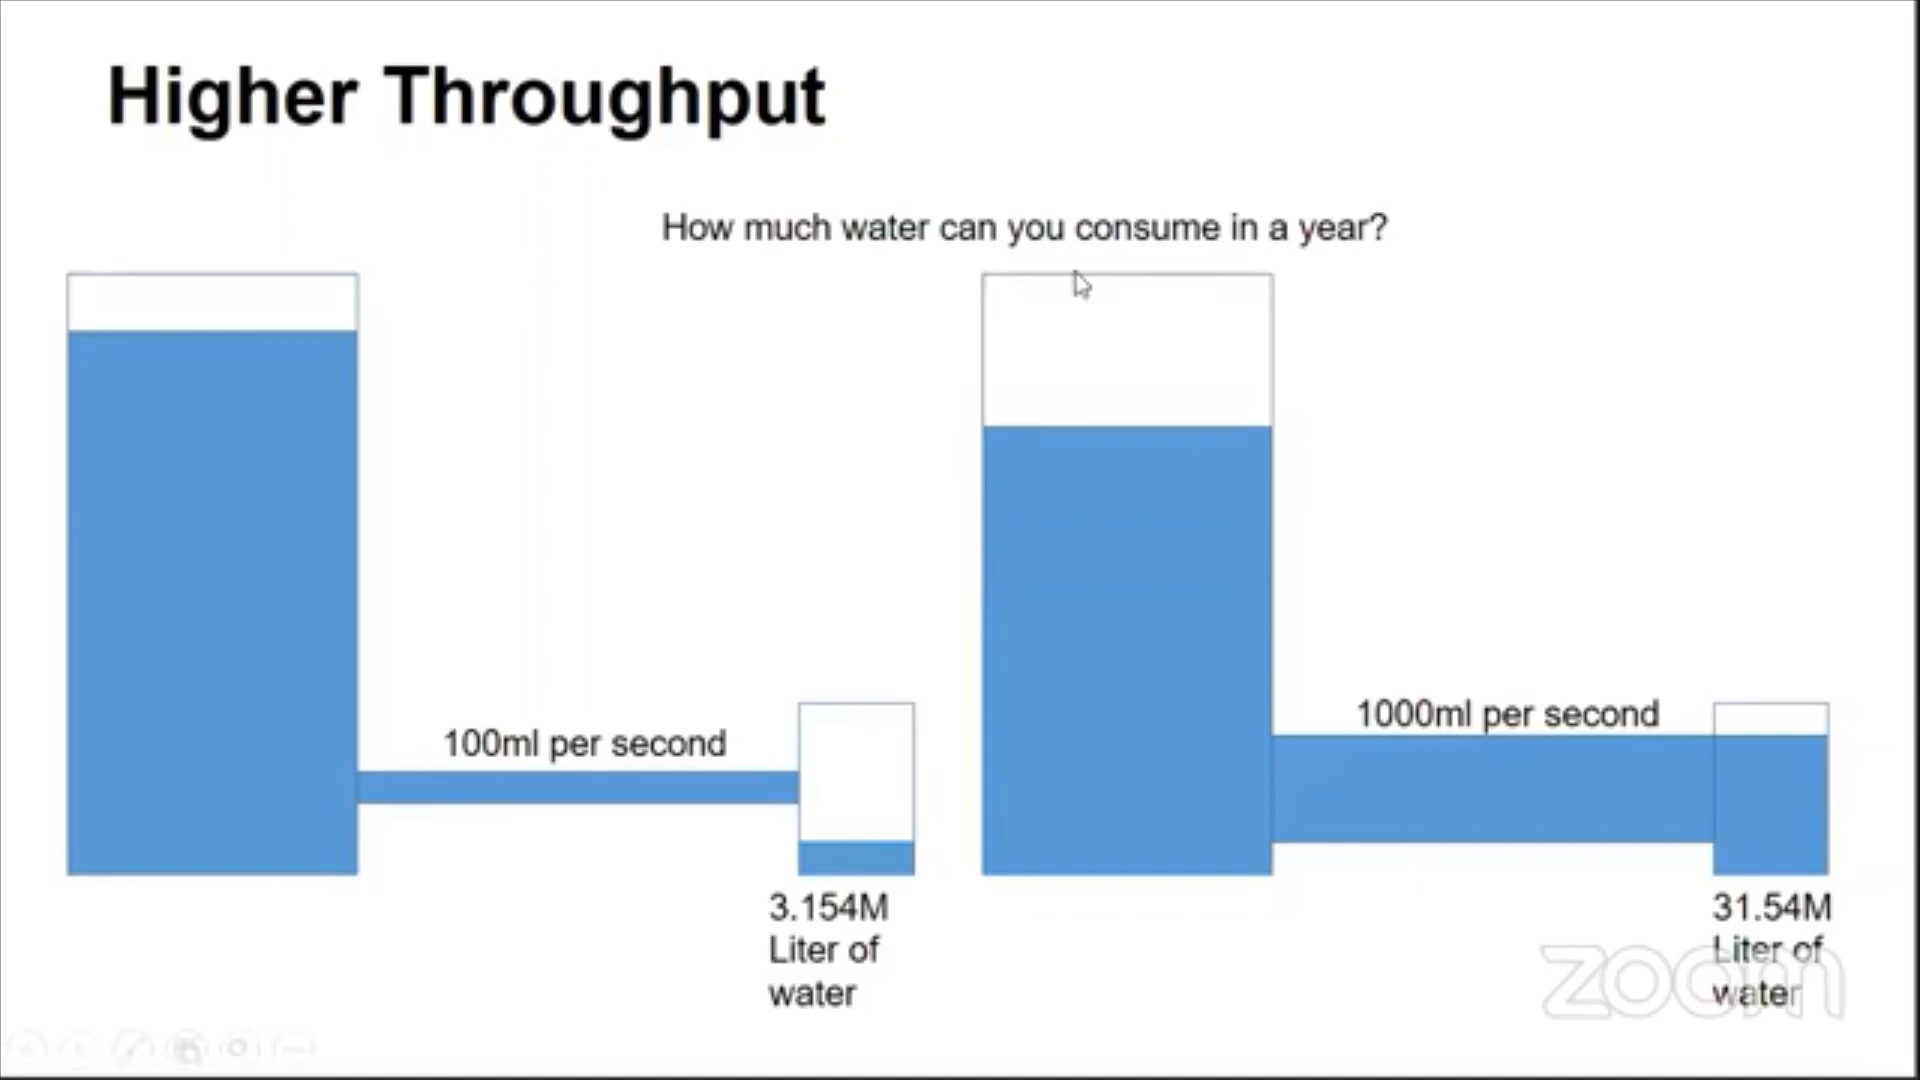 Higher Throughput
How much water can you consume in a year?
100ml per second
1000ml per second
3.154M
Liter of
water
31.54M
Liter of
water
zoom